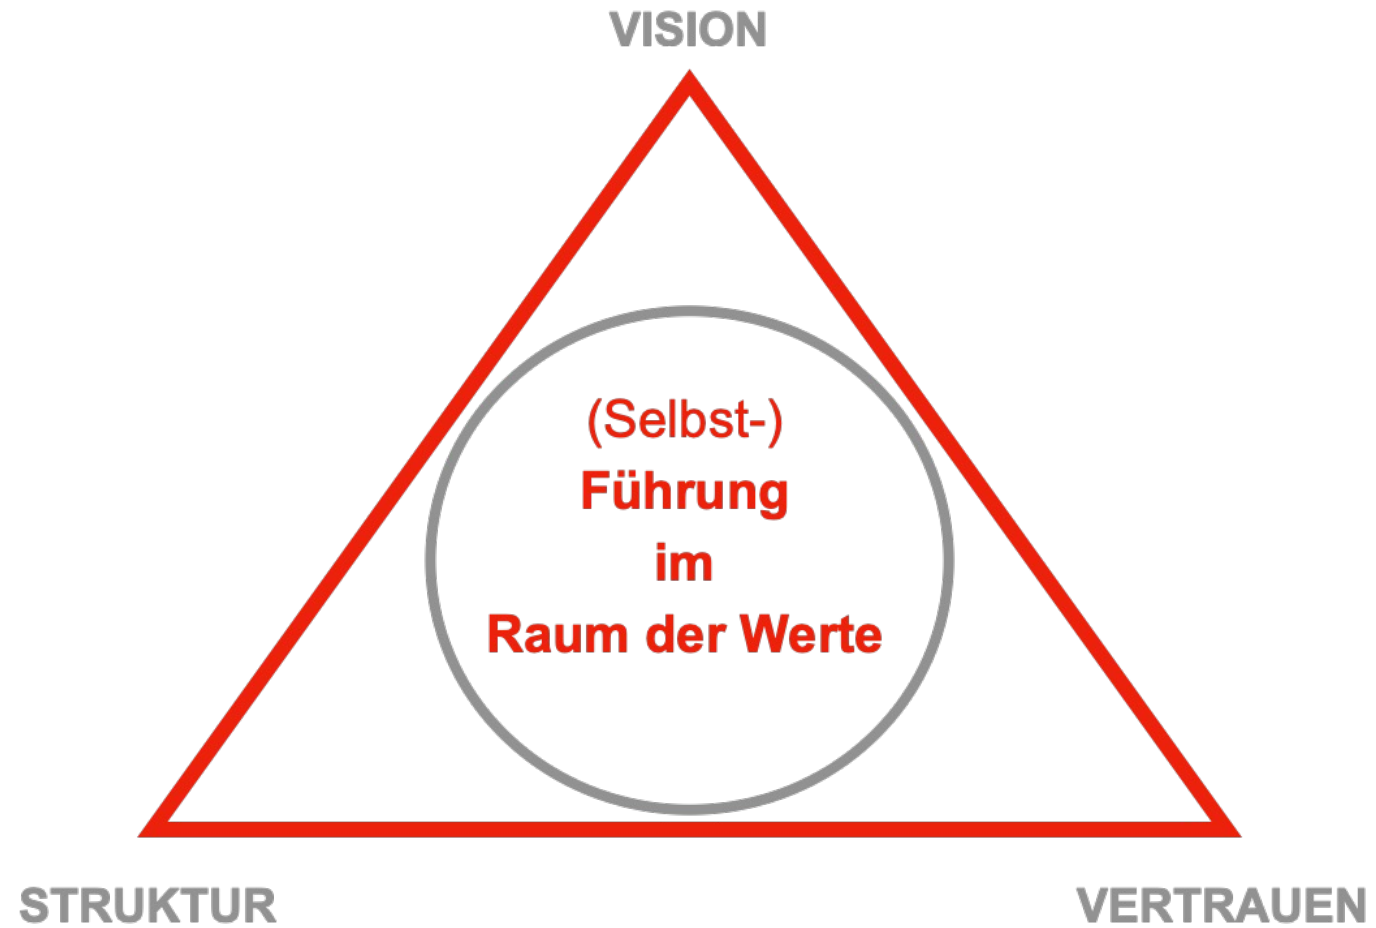 VISION
(Selbst-)
Führung
im
Raum der Werte
STRUKTUR
VERTRAUEN